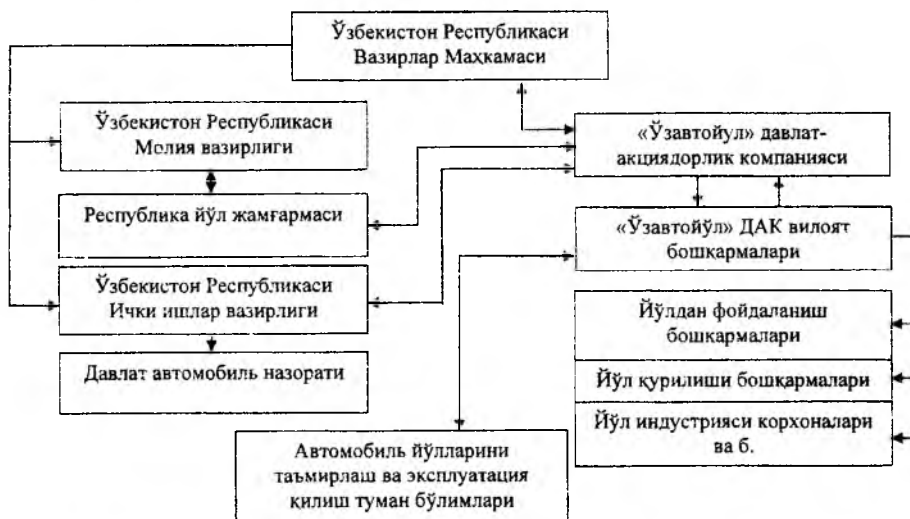 Ўзбекистон Республикаси
Вазирлар Маҳкамаси
Ўзбекистон Республикаси
Молия вазирлиги
Республика йўл жамғармаси
Ўзбекистон Республикаси
Ички ишлар вазирлиги
Давлат автомобиль назорати
«Ўзавтойул» давлат-
акциядорлик компанияси
«Ўзавтойўл» ДАК вилоят
бошкармалари
Йўлдан фойдаланиш
бошкармалари
Йўл қурилиши бошқармалари
Йўл индустрияси корхоналари
ва б.
Автомобиль йўлларини
таъмирлаш ва эксплуатация
қилиш туман бўлимлари